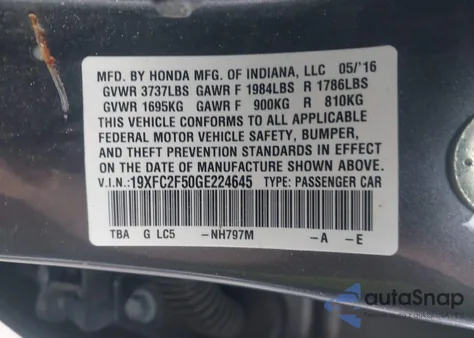 MFD. BY HONDA MFG. OF INDIANA, LLC 05/'16
GVWR 3737LBS GAWR F 1984LBS R 1786LBS
GVWR 1695KG GAWR F 900KG R 810KG
THIS VEHICLE CONFORMS TO ALL APPLICABLE
FEDERAL MOTOR VEHICLE SAFETY, BUMPER,
AND THEFT PREVENTION STANDARDS IN EFFECT
ON THE DATE OF MANUFACTURE SHOWN ABOVE.
V.I.N.: 19XFC2F50GE224645 TYPE: PASSENGER CAR
TBA G LC5 -NH797M -A -E
autoSnap